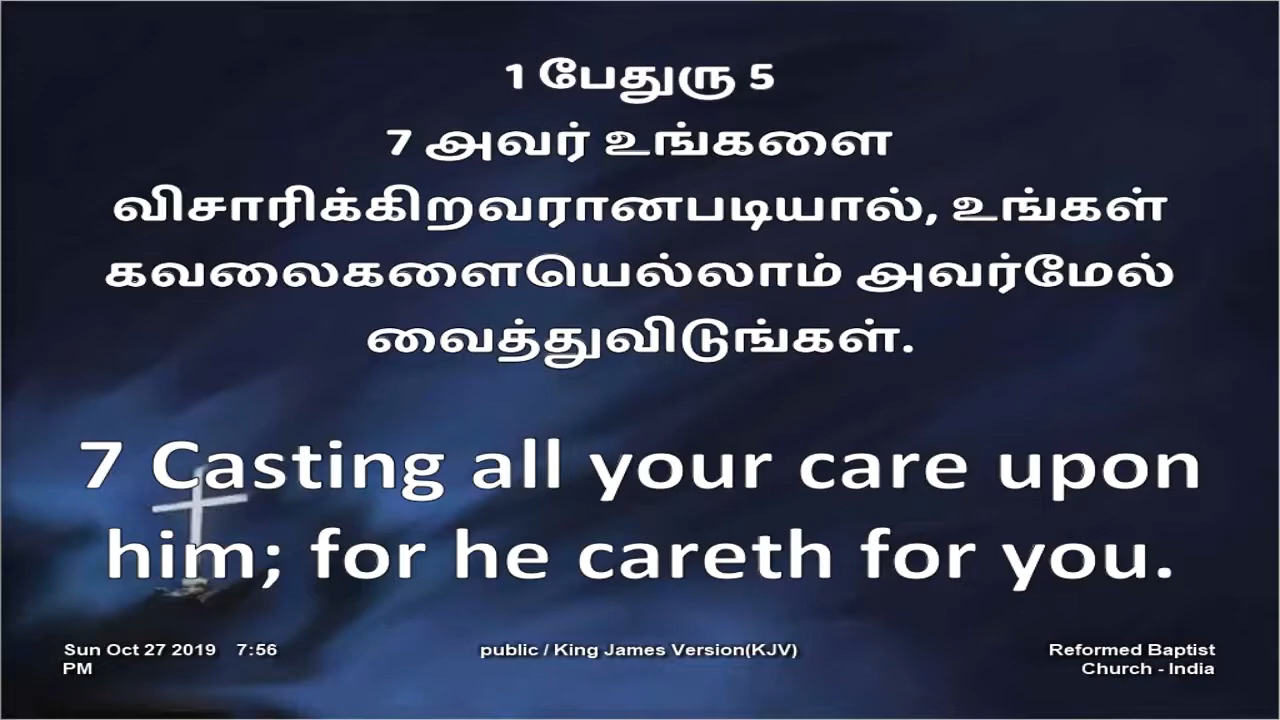 1 பேதுரு 5
7 அவர் உங்களை
விசாரிக்கிறவரானபடியால், உங்கள்
கவலைகளையெல்லாம் அவர்மேல்
வைத்துவிடுங்கள்.
7 Casting all your care upon
him; for he careth for you.
Sun Oct 27 2019 7:56
PM
public / King James Version(KJV)
Reformed Baptist
Church - India